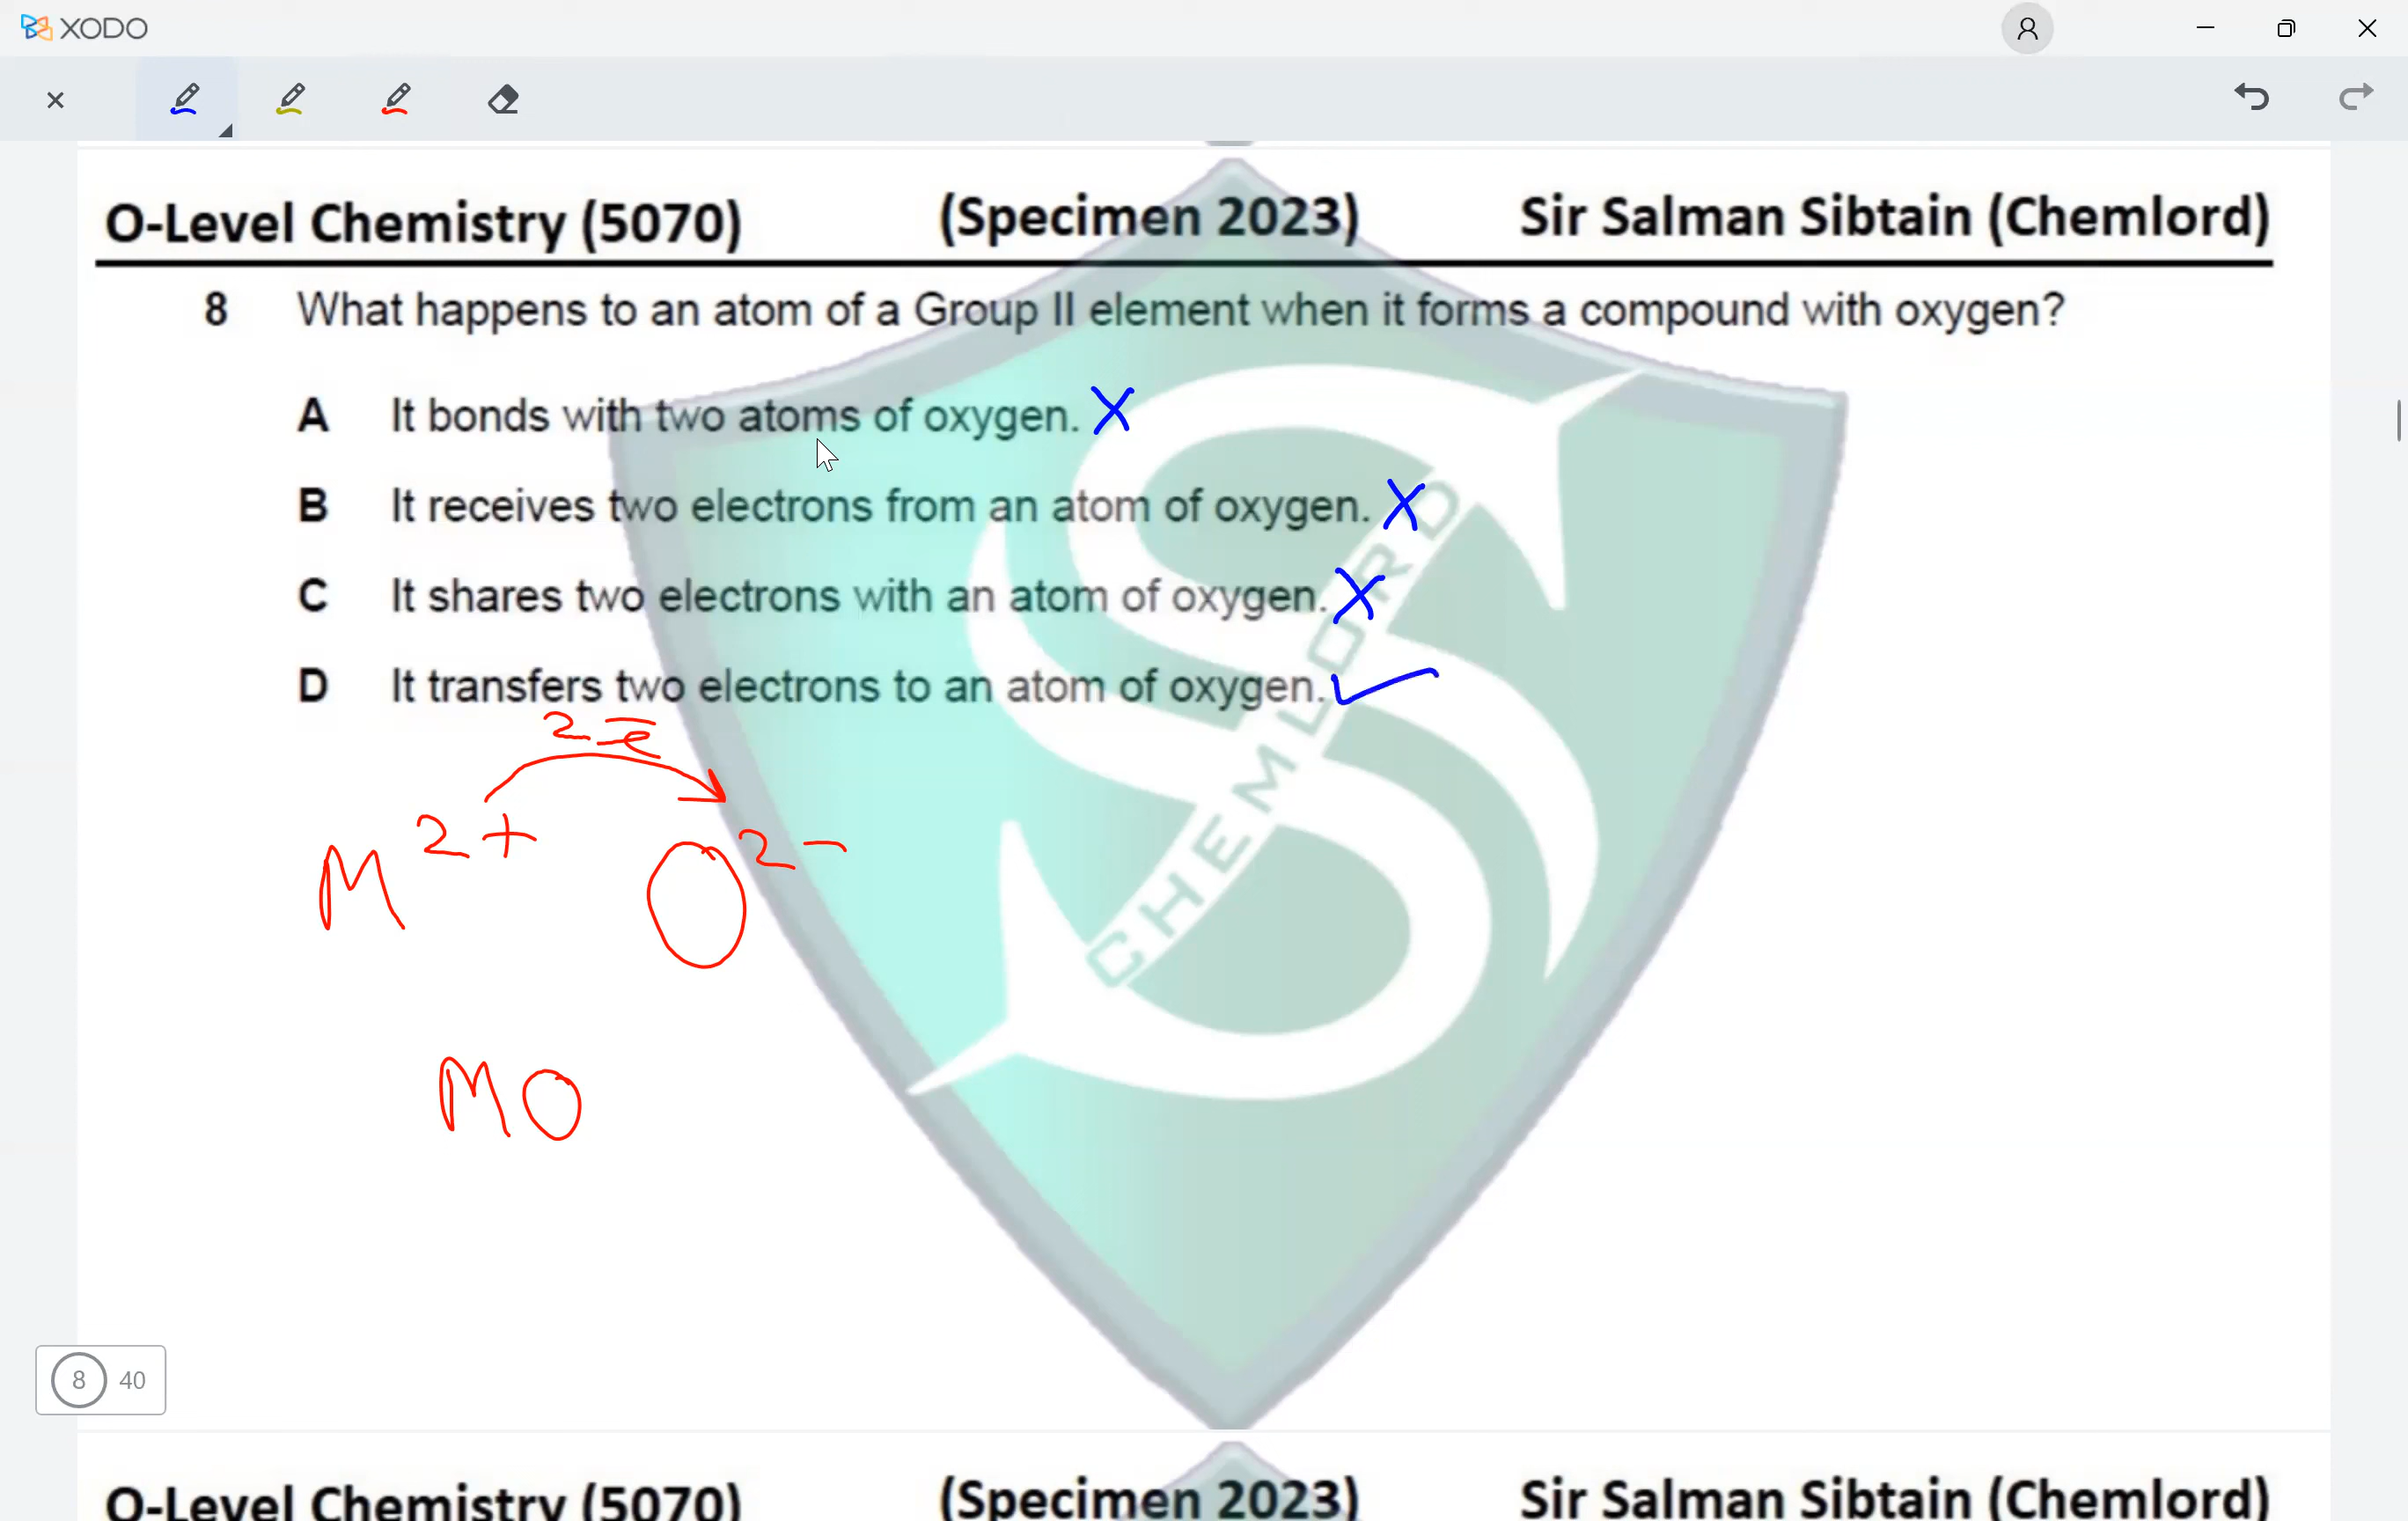 XODO
O-Level Chemistry (5070) (Specimen 2023) Sir Salman Sibtain (Chemlord)
8 What happens to an atom of a Group II element when it forms a compound with oxygen?
A It bonds with two atoms of oxygen. X
B It receives two electrons from an atom of oxygen. X
C It shares two electrons with an atom of oxygen. X
D It transfers two electrons to an atom of oxygen. ✓
2e̅
M²⁺ O²⁻
MO
CHEMLORD
8 40
O-Level Chemistry (5070) (Specimen 2023) Sir Salman Sibtain (Chemlord)